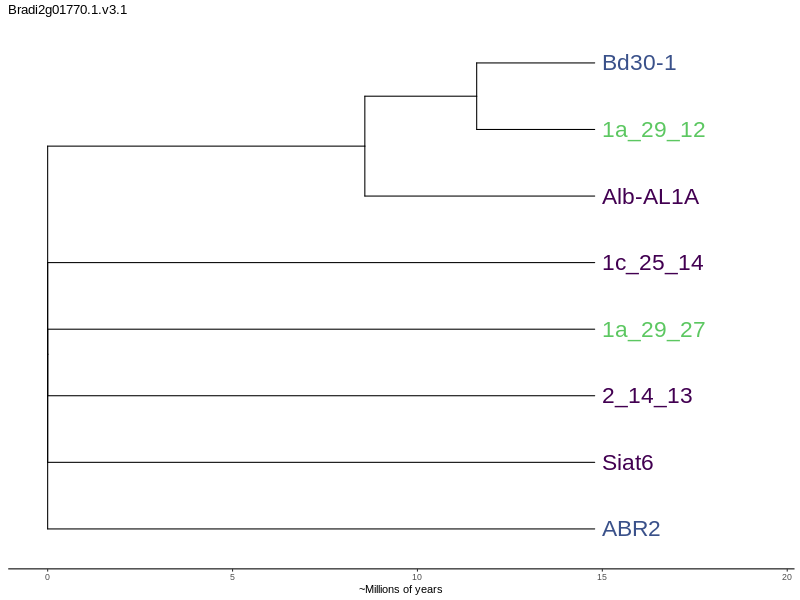 Bradi2g01770.1.v3.1
Bd30-1
1a_29_12
Alb-AL1A
1c_25_14
1a_29_27
2_14_13
Siat6
ABR2
0 5 10 15 20
~Millions of years